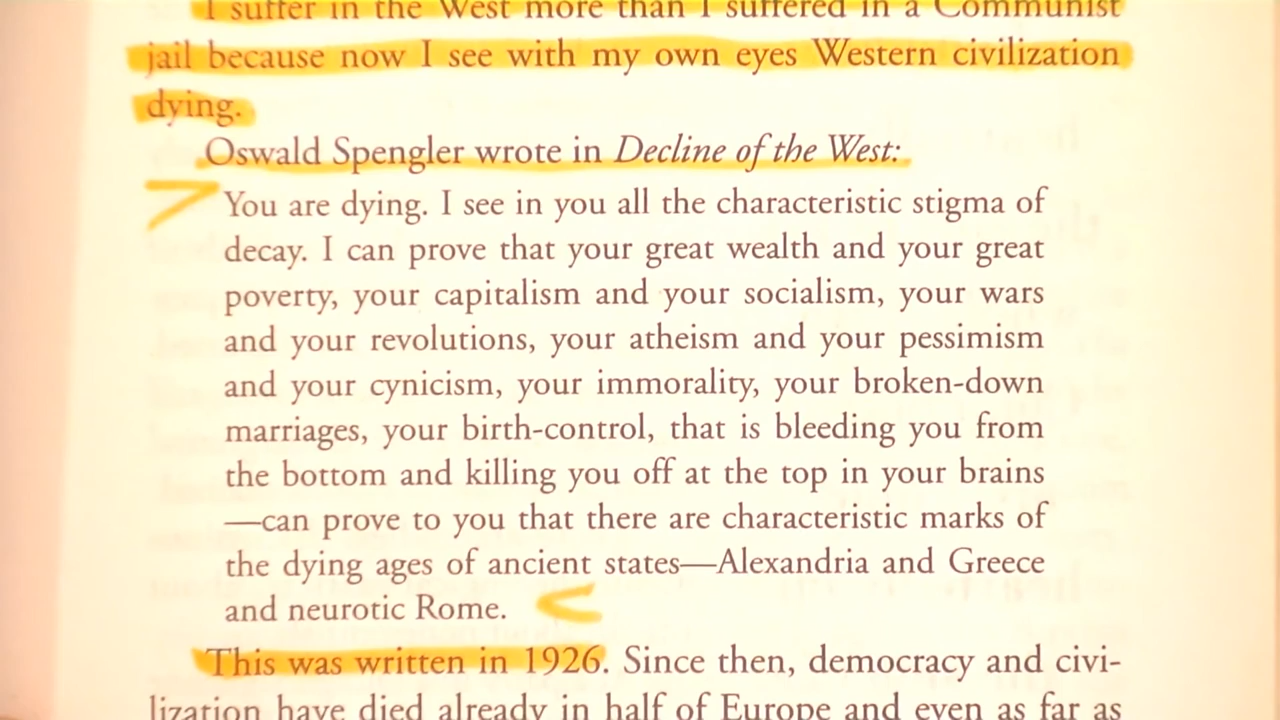 I suffer in the West more than I suffered in a Communist
jail because now I see with my own eyes Western civilization
dying.
Oswald Spengler wrote in Decline of the West:
You are dying. I see in you all the characteristic stigma of
decay. I can prove that your great wealth and your great
poverty, your capitalism and your socialism, your wars
and your revolutions, your atheism and your pessimism
and your cynicism, your immorality, your broken-down
marriages, your birth-control, that is bleeding you from
the bottom and killing you off at the top in your brains
—can prove to you that there are characteristic marks of
the dying ages of ancient states—Alexandria and Greece
and neurotic Rome.
This was written in 1926. Since then, democracy and civi-
lization have died already in half of Europe and even as far as